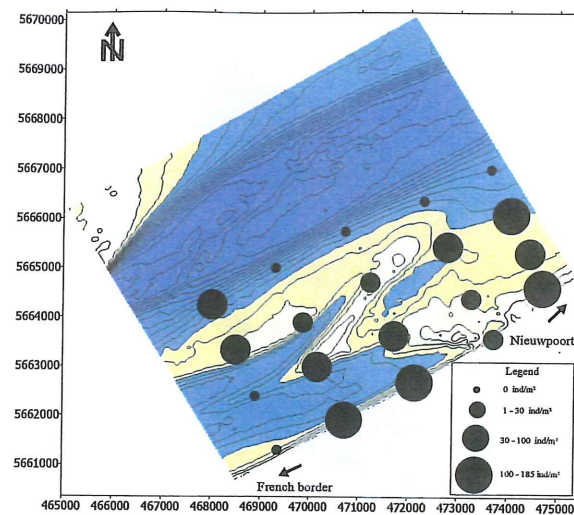 5670000
N
5669000
5668000
5667000
5666000
5665000
5664000
5663000
5662000
5661000
Nieuwpoort
Legend
0 ind/m²
1 - 30 ind/m²
30 - 100 ind/m²
100 - 185 ind/m²
French border
465000 466000 467000 468000 469000 470000 471000 472000 473000 474000 475000